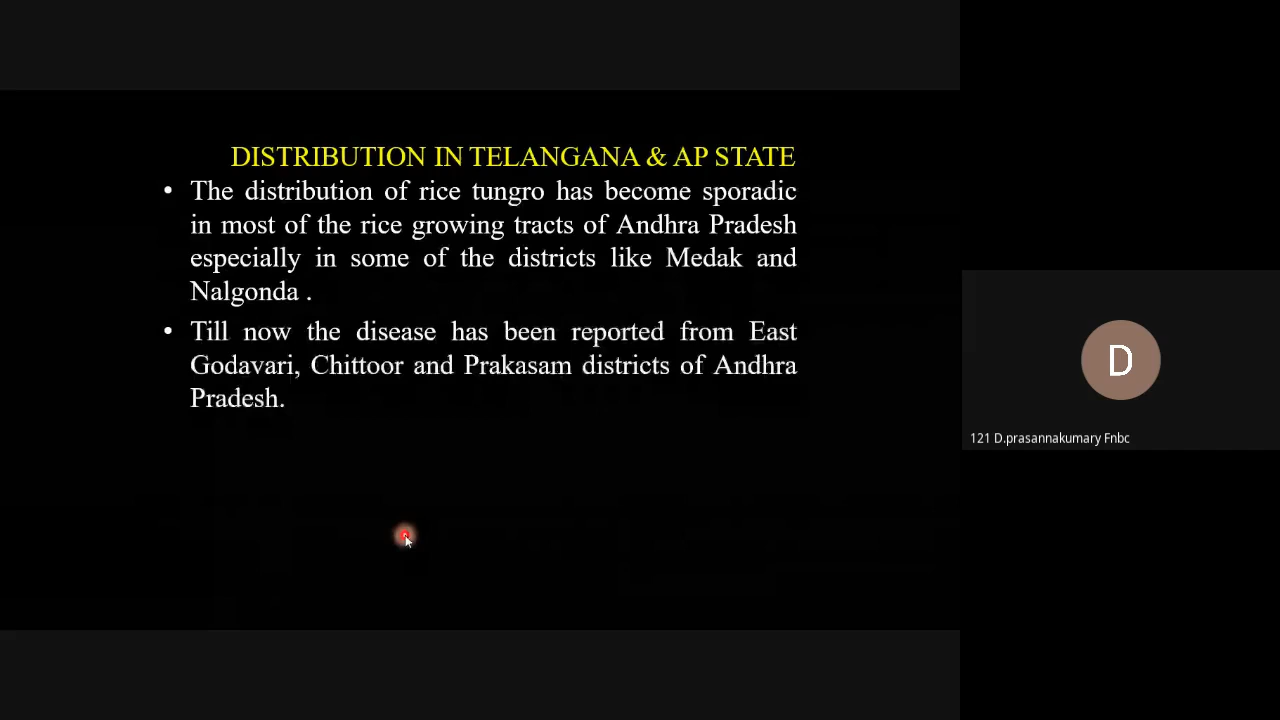 DISTRIBUTION IN TELANGANA & AP STATE
• The distribution of rice tungro has become sporadic
in most of the rice growing tracts of Andhra Pradesh
especially in some of the districts like Medak and
Nalgonda .
• Till now the disease has been reported from East
Godavari, Chittoor and Prakasam districts of Andhra
Pradesh.
D
121 D.prasannakumary Fnbc